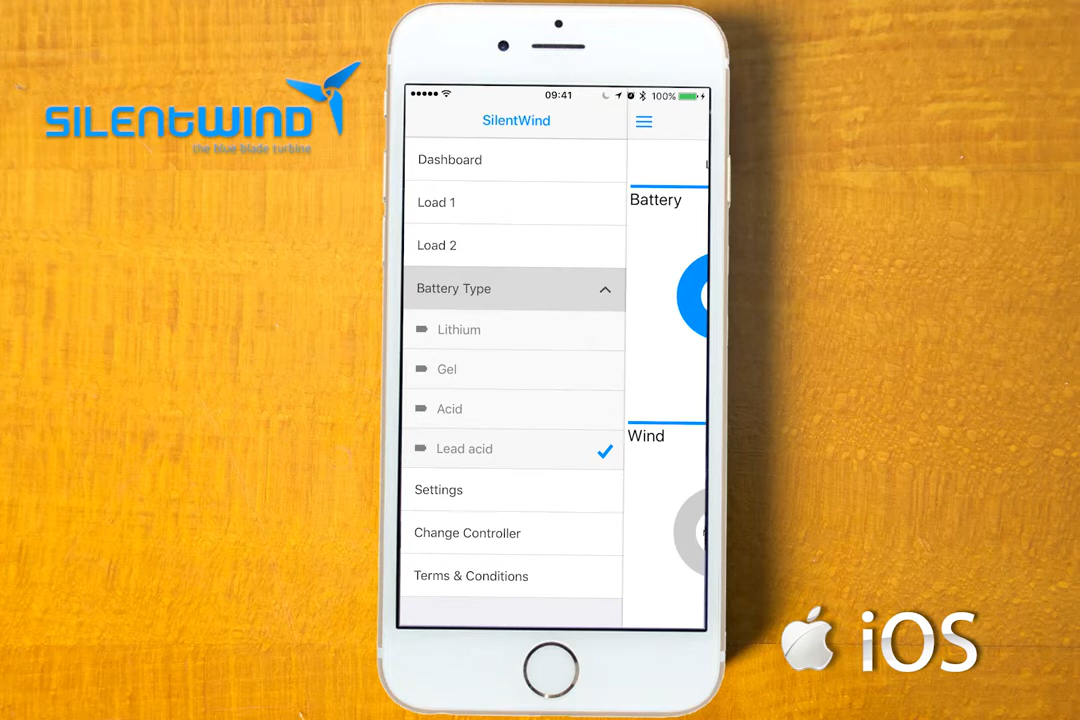 SILENTWIND
the blue blade turbine
09:41
100%
SilentWind
Dashboard
Load 1
Load 2
Battery Type
Lithium
Gel
Acid
Lead acid
Settings
Change Controller
Terms & Conditions
Battery
Wind
iOS